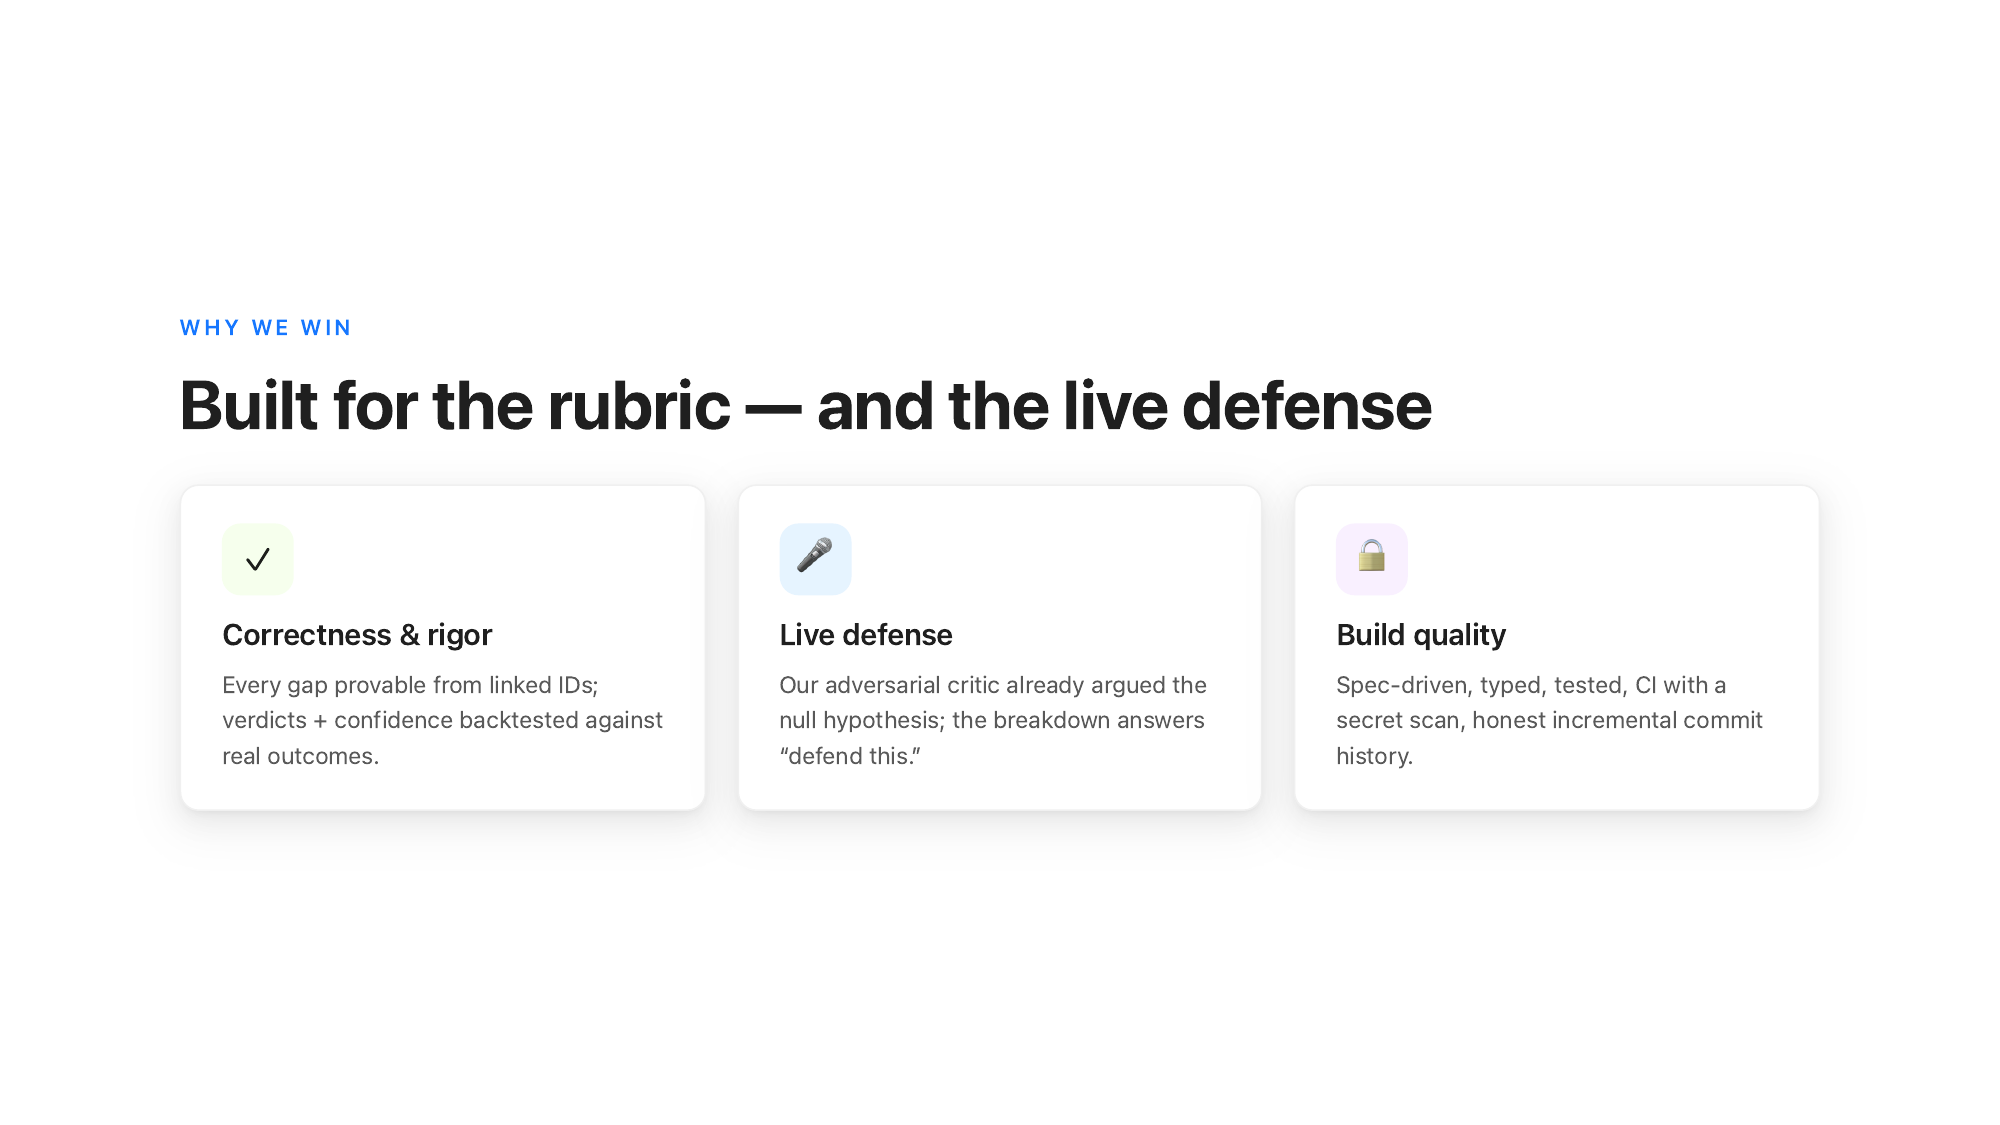 WHY WE WIN
Built for the rubric — and the live defense
Correctness & rigor
Every gap provable from linked IDs;
verdicts + confidence backtested against
real outcomes.
Live defense
Our adversarial critic already argued the
null hypothesis; the breakdown answers
“defend this.”
Build quality
Spec-driven, typed, tested, CI with a
secret scan, honest incremental commit
history.